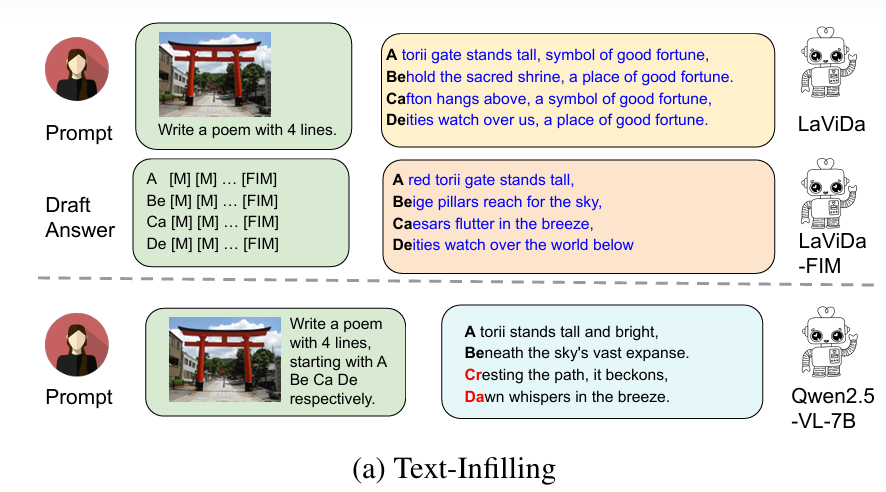 Prompt
Write a poem with 4 lines.
A torii gate stands tall, symbol of good fortune,
Behold the sacred shrine, a place of good fortune.
Cafton hangs above, a symbol of good fortune,
Deities watch over us, a place of good fortune.
LaViDa
Draft
Answer
A [M] [M] … [FIM]
Be [M] [M] … [FIM]
Ca [M] [M] … [FIM]
De [M] [M] … [FIM]
A red torii gate stands tall,
Beige pillars reach for the sky,
Caesars flutter in the breeze,
Deities watch over the world below
LaViDa
-FIM
Prompt
Write a poem
with 4 lines,
starting with A
Be Ca De
respectively.
A torii stands tall and bright,
Beneath the sky's vast expanse.
Cresting the path, it beckons,
Dawn whispers in the breeze.
Qwen2.5
-VL-7B
(a) Text-Infilling